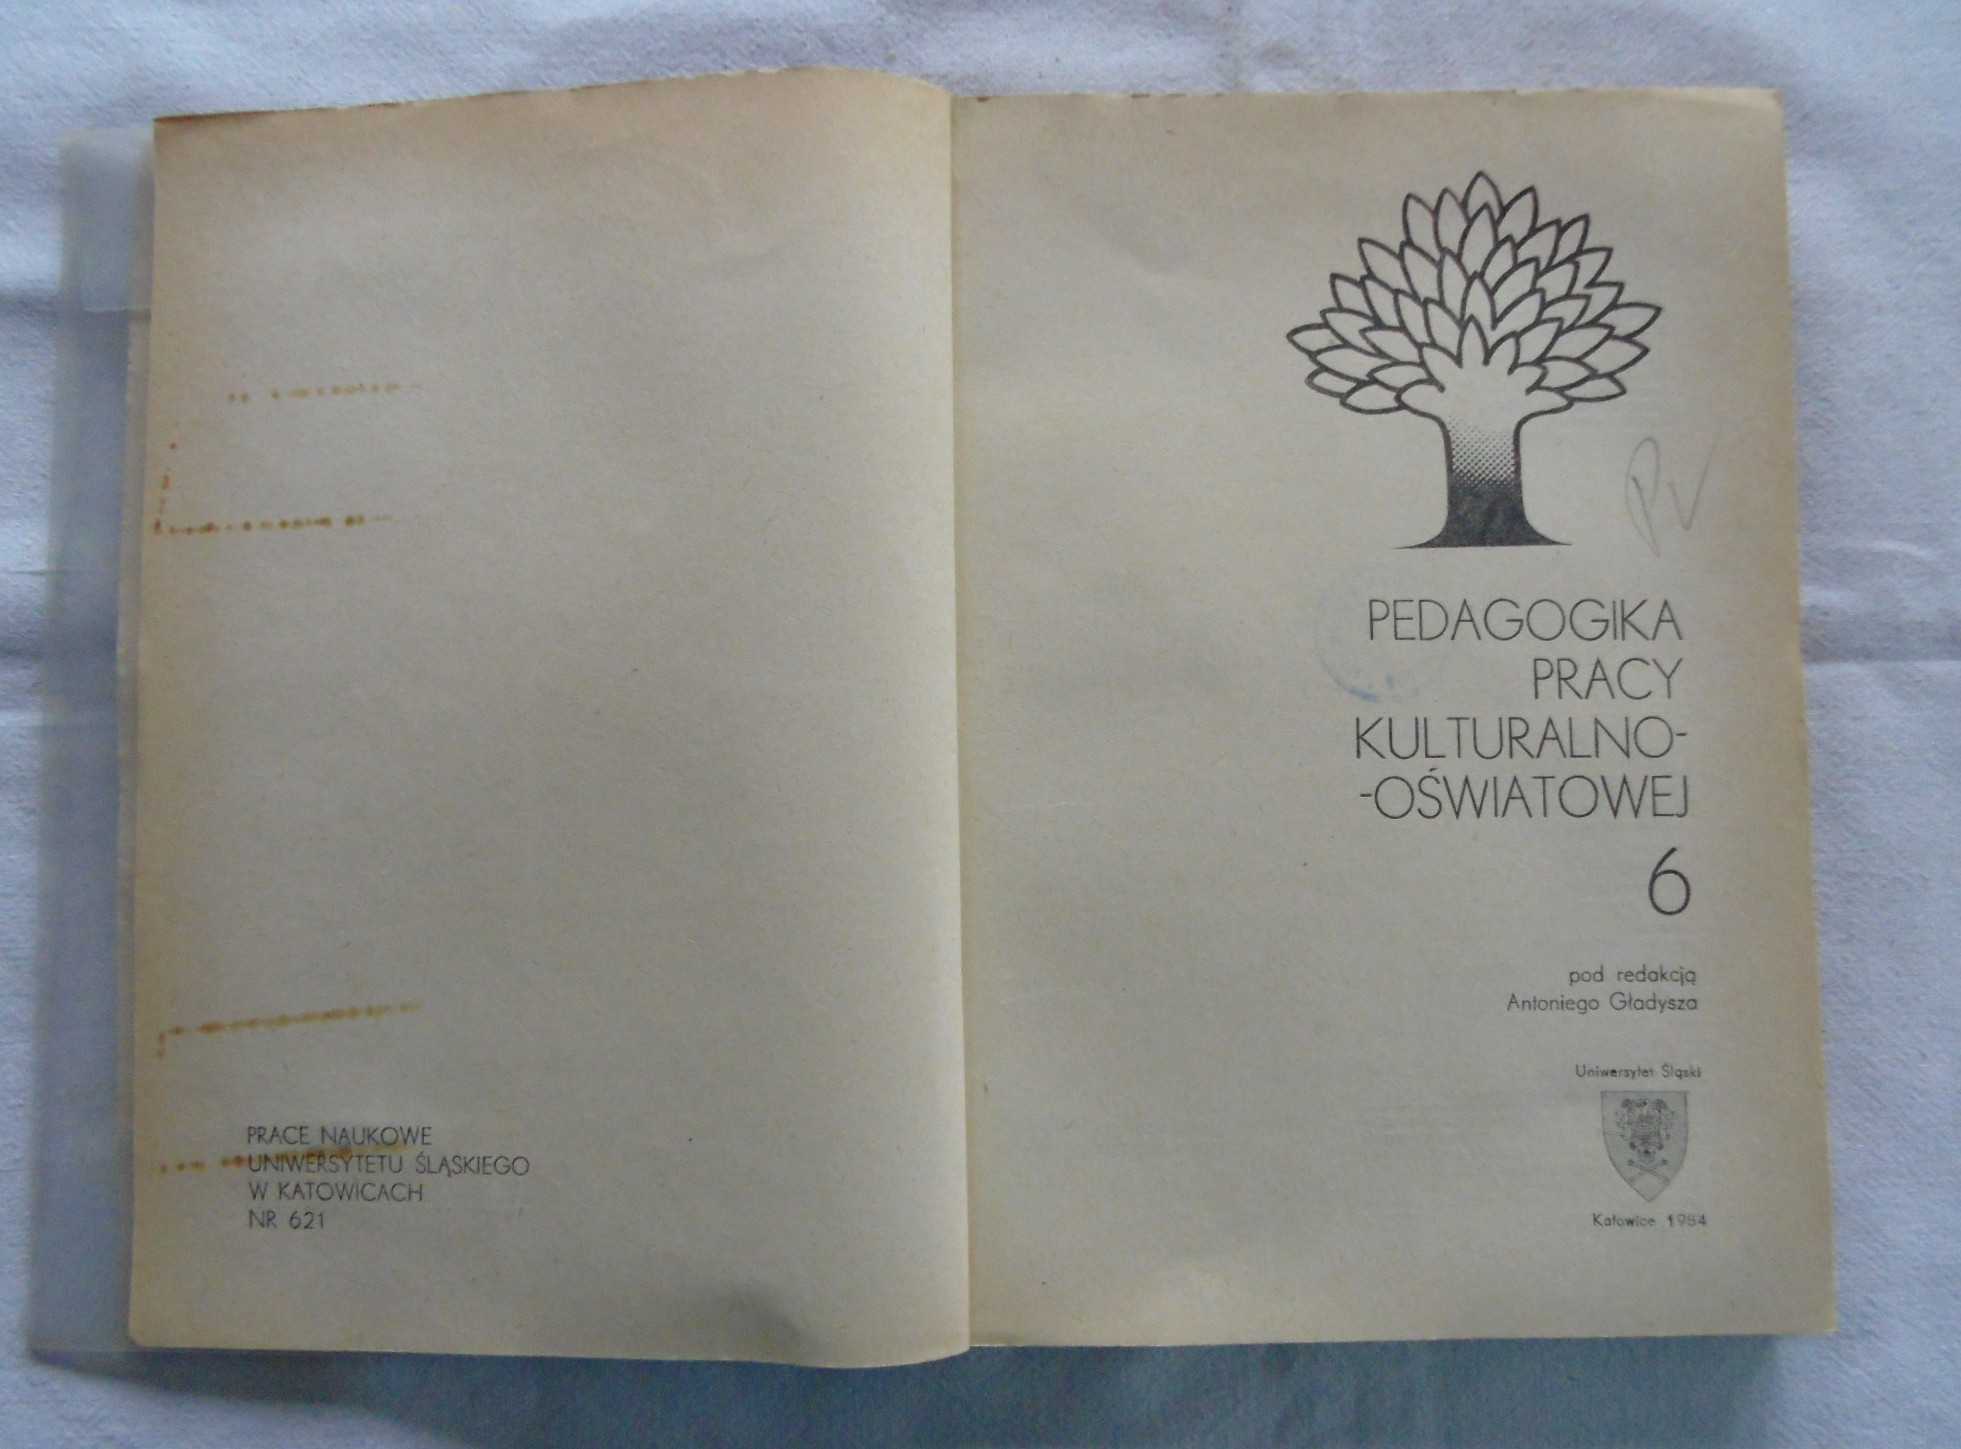 PRACE NAUKOWE
UNIWERSYTETU ŚLĄSKIEGO
W KATOWICACH
NR 621
PEDAGOGIKA
PRACY
KULTURALNO-
-OŚWIATOWEJ
6
pod redakcją
Antoniego Gładysza
Uniwersytet Śląski
Katowice 1984